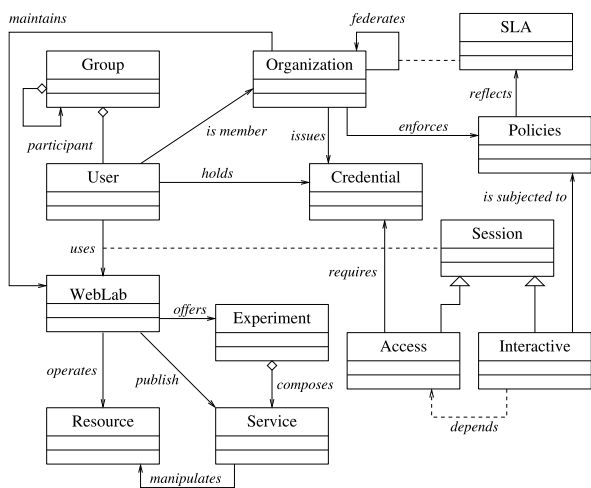 maintains
federates
SLA
Group
Organization
reflects
is member
issues
enforces
Policies
participant
User
holds
Credential
is subjected to
uses
Session
requires
WebLab
offers
Experiment
Access
Interactive
operates
publish
composes
depends
Resource
Service
manipulates